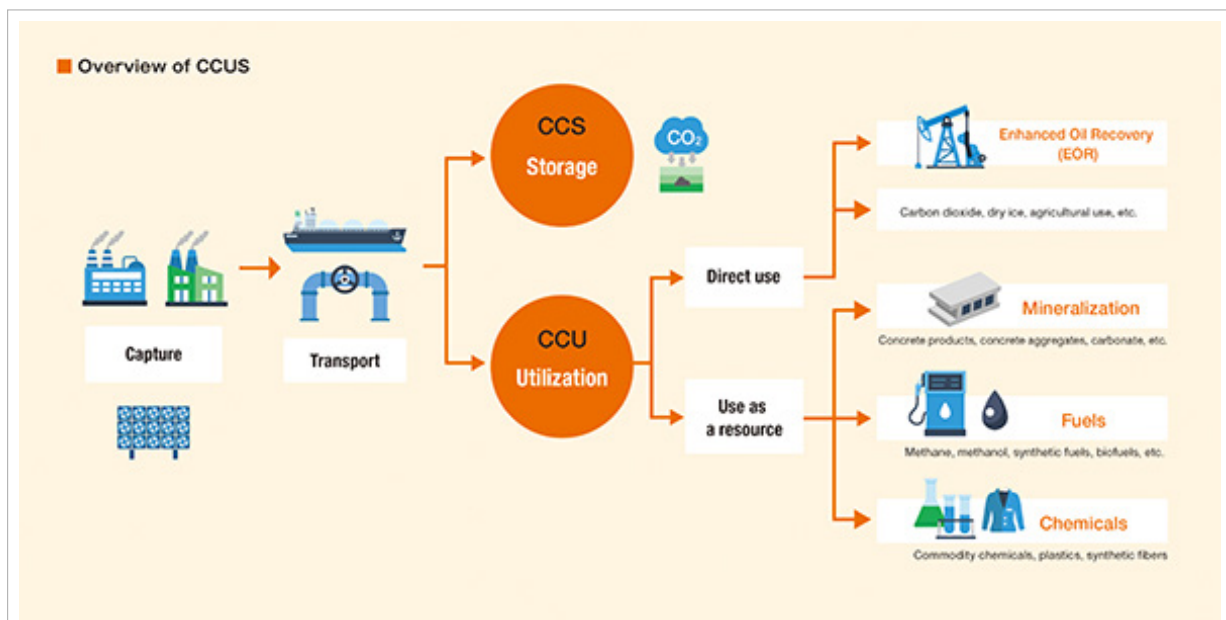 Overview of CCUS
CCS
Storage
CO₂
Capture
Transport
CCU
Utilization
Direct use
Use as
a resource
Enhanced Oil Recovery
(EOR)
Carbon dioxide, dry ice, agricultural use, etc.
Mineralization
Concrete products, concrete aggregates, carbonate, etc.
Fuels
Methane, methanol, synthetic fuels, biofuels, etc.
Chemicals
Commodity chemicals, plastics, synthetic fibers